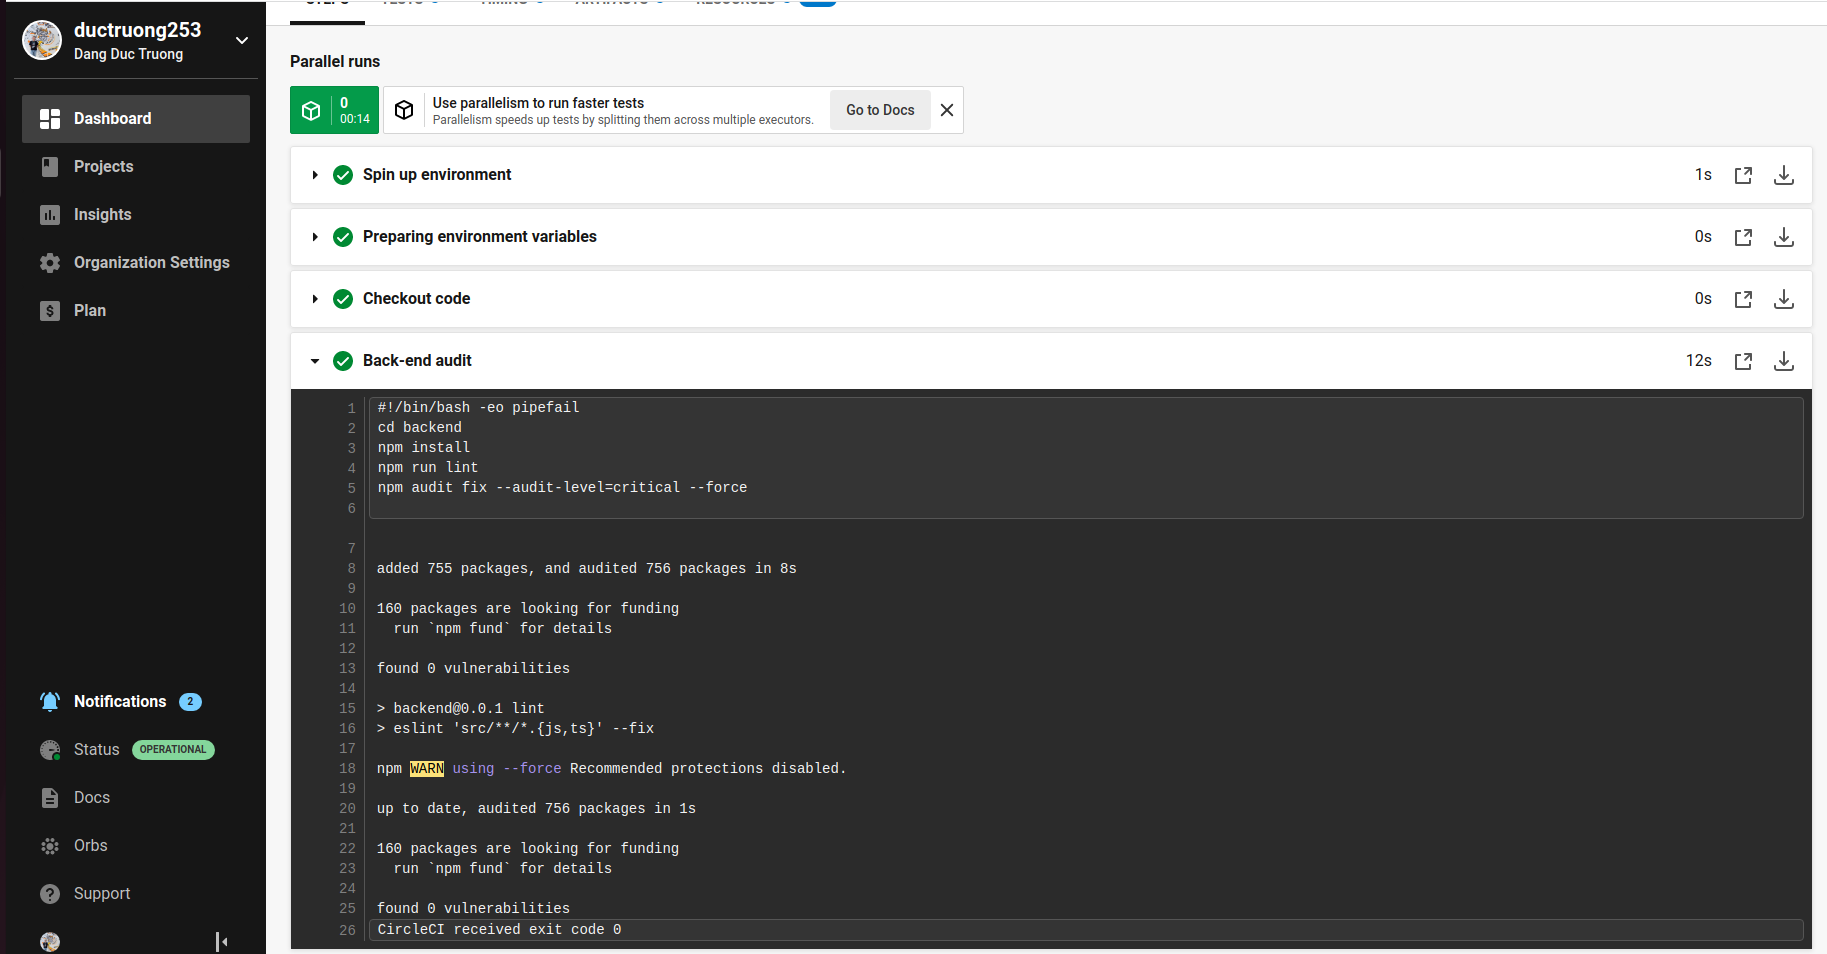 ductruong253
Dang Duc Truong
Dashboard
Projects
Insights
Organization Settings
Plan
Notifications 2
Status OPERATIONAL
Docs
Orbs
Support
STEPS TESTS TIMING ARTIFACTS RESOURCES
Parallel runs
0
00:14
Use parallelism to run faster tests
Parallelism speeds up tests by splitting them across multiple executors.
Go to Docs
Spin up environment 1s
Preparing environment variables 0s
Checkout code 0s
Back-end audit 12s
1 #!/bin/bash -eo pipefail
2 cd backend
3 npm install
4 npm run lint
5 npm audit fix --audit-level=critical --force
6
7
8 added 755 packages, and audited 756 packages in 8s
9
10 160 packages are looking for funding
11 run `npm fund` for details
12
13 found 0 vulnerabilities
14
15 > backend@0.0.1 lint
16 > eslint 'src/**/*.{js,ts}' --fix
17
18 npm WARN using --force Recommended protections disabled.
19
20 up to date, audited 756 packages in 1s
21
22 160 packages are looking for funding
23 run `npm fund` for details
24
25 found 0 vulnerabilities
26 CircleCI received exit code 0